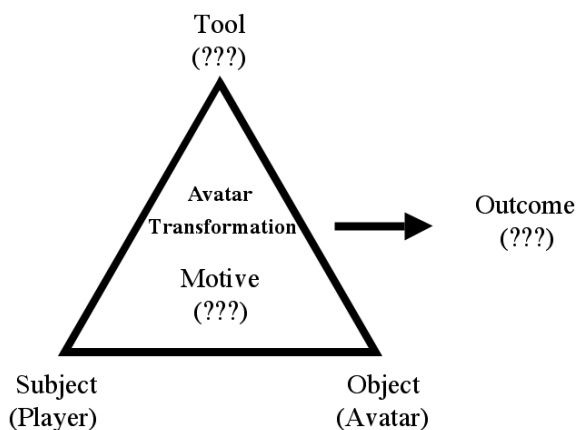 Tool
(???)
Avatar
Transformation
Motive
(???)
Outcome
(???)
Subject
(Player)
Object
(Avatar)